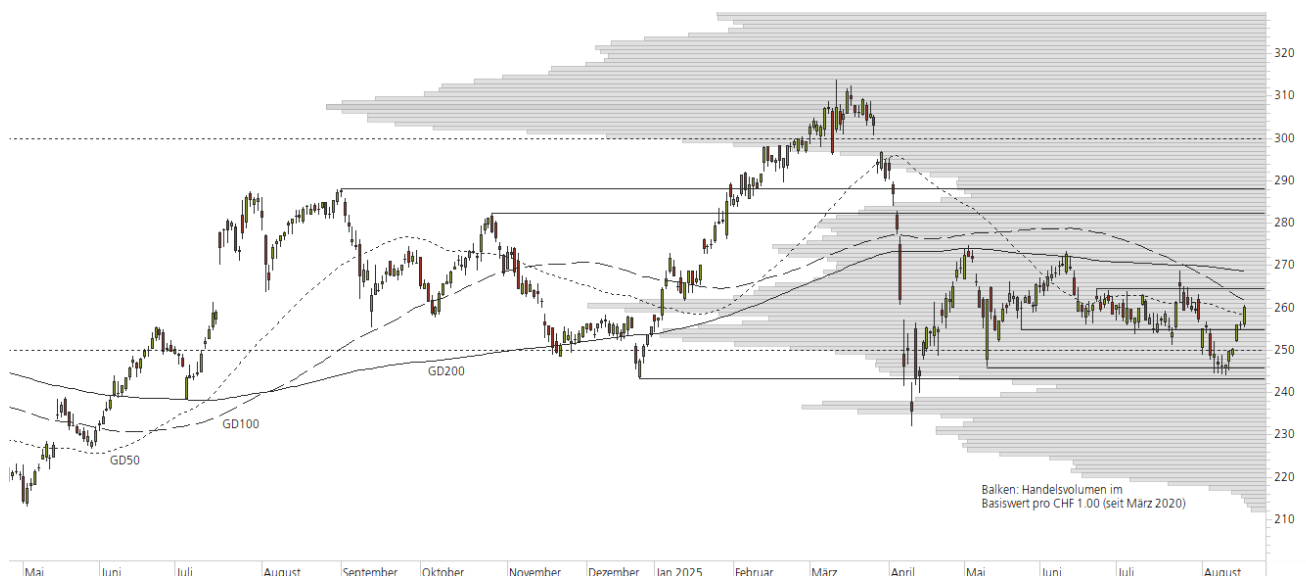 320
310
300
290
280
270
260
250
240
230
220
210
GD200
GD100
GD50
Balken: Handelsvolumen im
Basiswert pro CHF 1.00 (seit März 2020)
Mai Juni Juli August September Oktober November Dezember Jan 2025 Februar März April Mai Juni Juli August